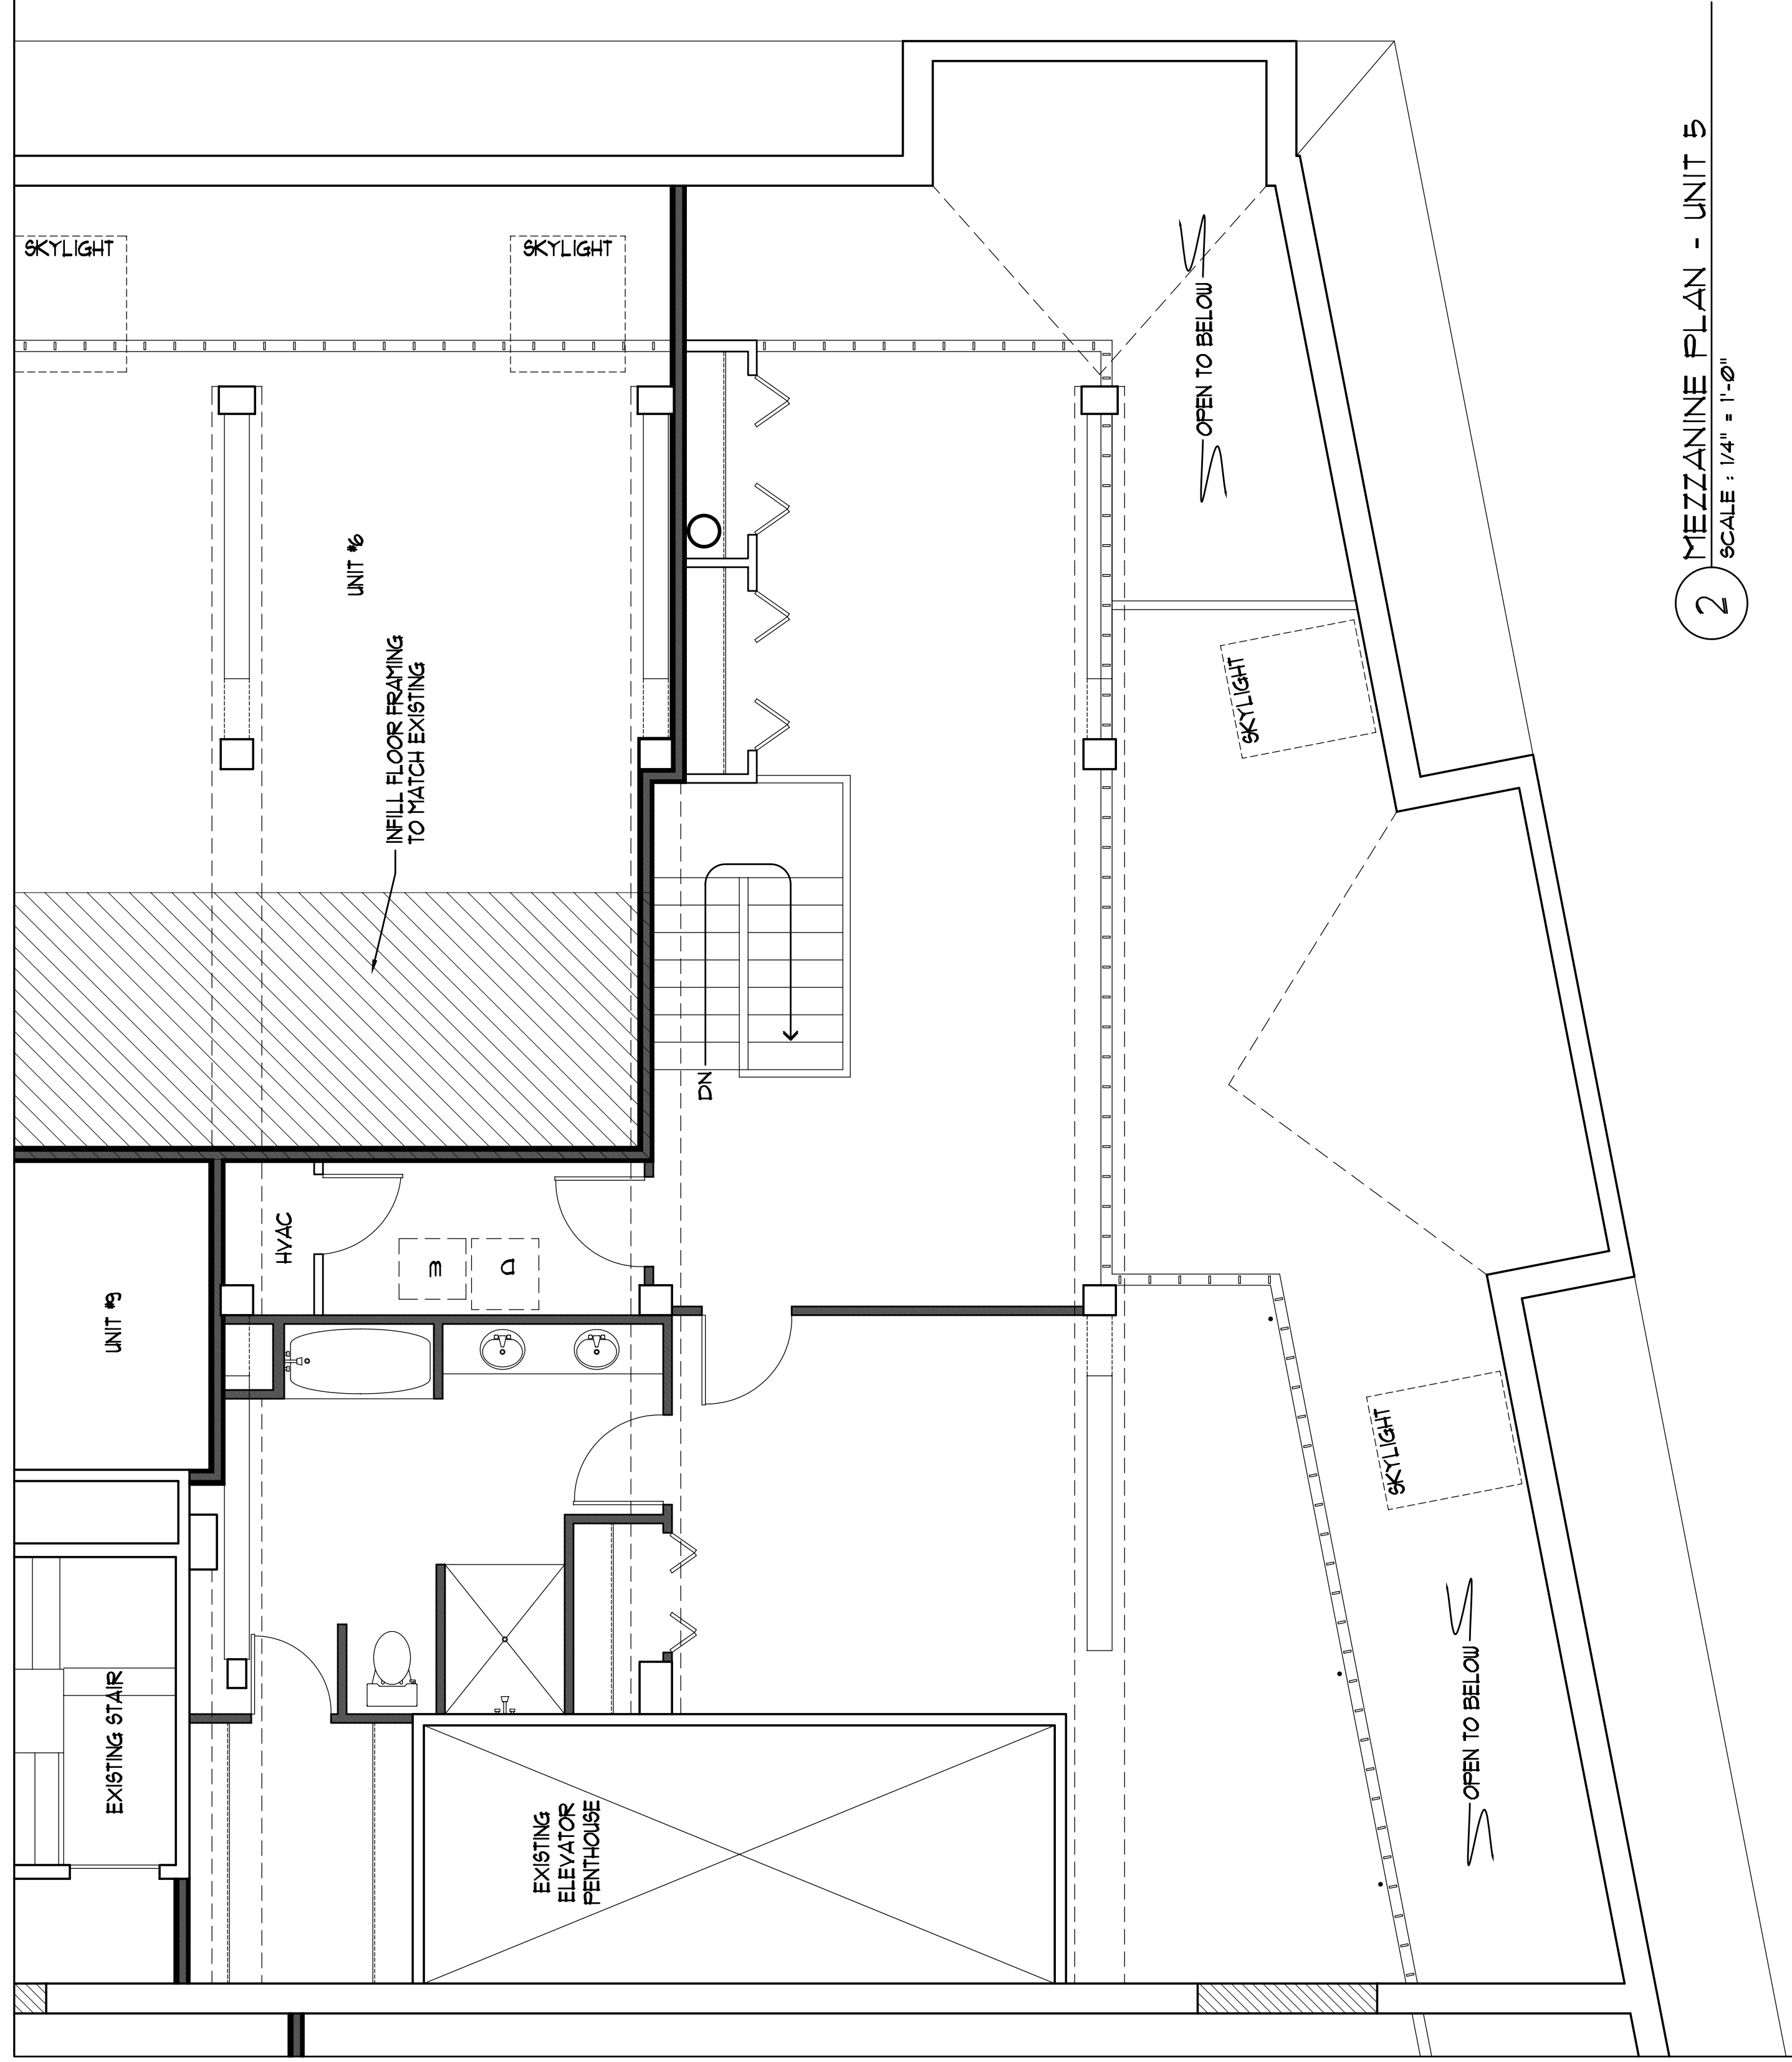 SKYLIGHT
SKYLIGHT
UNIT #6
INFILL FLOOR FRAMING
TO MATCH EXISTING
OPEN TO BELOW
SKYLIGHT
DN
HVAC
UNIT #9
SKYLIGHT
EXISTING STAIR
EXISTING
ELEVATOR
PENTHOUSE
OPEN TO BELOW
2
MEZZANINE PLAN - UNIT 5
SCALE : 1/4" = 1'-0"